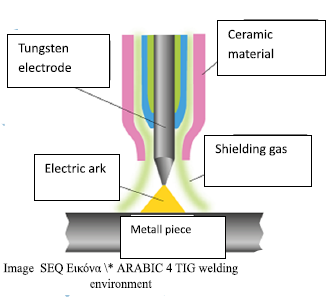 Tungsten
electrode
Ceramic
material
Shielding gas
Electric ark
Metall piece
Image SEQ Εικόνα \* ARABIC 4 TIG welding
environment